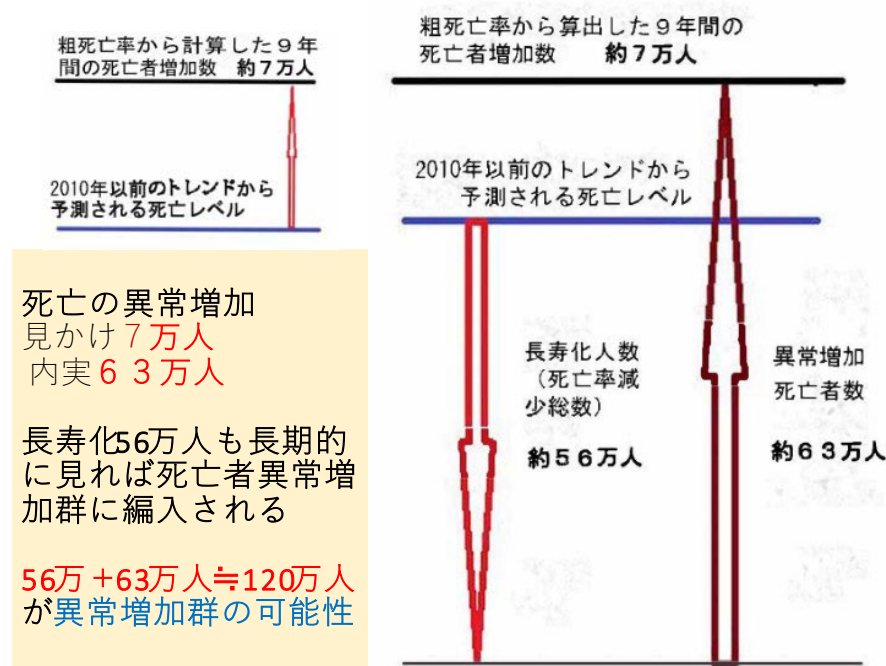 粗死亡率から計算した９年
間の死亡者増加数　約７万人
2010年以前のトレンドから
予測される死亡レベル
死亡の異常増加
見かけ７万人
内実６３万人
長寿化56万人も長期的
に見れば死亡者異常増
加群に編入される
56万＋63万人≒120万人
が異常増加群の可能性
粗死亡率から算出した９年間の
死亡者増加数　約７万人
2010年以前のトレンドから
予測される死亡レベル
長寿化人数
（死亡率減
少総数）
約５６万人
異常増加
死亡者数
約６３万人